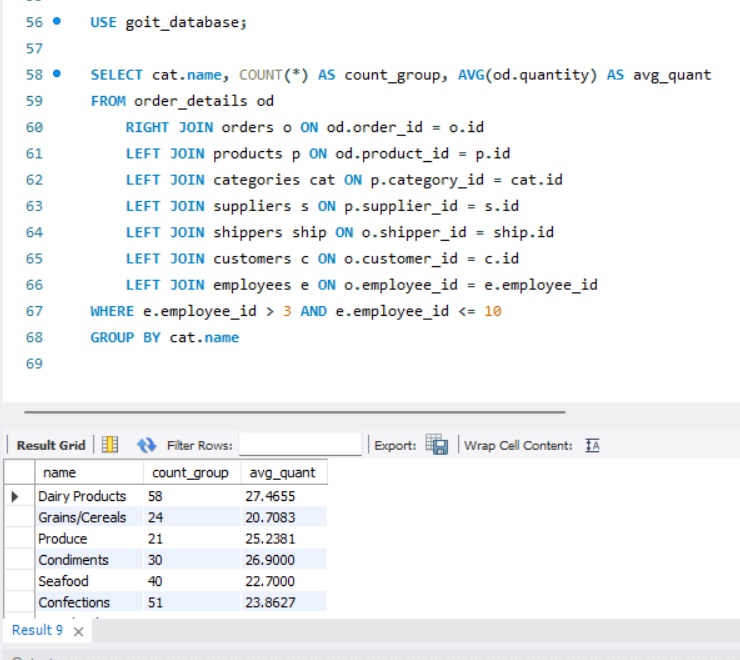 56 USE goit_database;
57
58 SELECT cat.name, COUNT(*) AS count_group, AVG(od.quantity) AS avg_quant
59 FROM order_details od
60 RIGHT JOIN orders o ON od.order_id = o.id
61 LEFT JOIN products p ON od.product_id = p.id
62 LEFT JOIN categories cat ON p.category_id = cat.id
63 LEFT JOIN suppliers s ON p.supplier_id = s.id
64 LEFT JOIN shippers ship ON o.shipper_id = ship.id
65 LEFT JOIN customers c ON o.customer_id = c.id
66 LEFT JOIN employees e ON o.employee_id = e.employee_id
67 WHERE e.employee_id > 3 AND e.employee_id <= 10
68 GROUP BY cat.name
69
Result Grid Filter Rows: Export: Wrap Cell Content: IA
name count_group avg_quant
Dairy Products 58 27.4655
Grains/Cereals 24 20.7083
Produce 21 25.2381
Condiments 30 26.9000
Seafood 40 22.7000
Confections 51 23.8627
Result 9